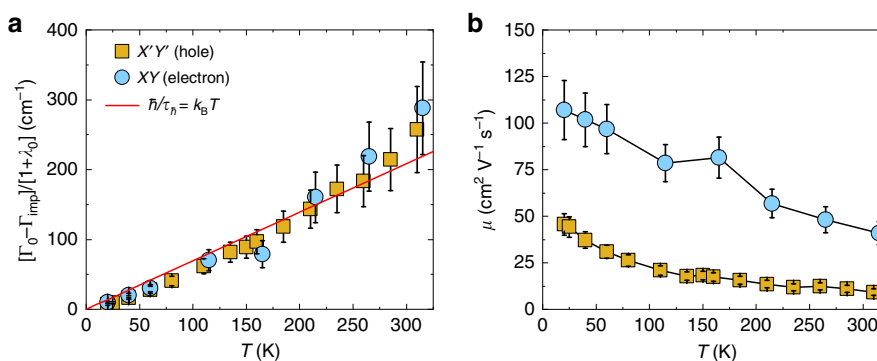 a
400
300
200
100
0
[Γ₀–Γimp]/[1+λ₀] (cm⁻¹)
X'Y' (hole)
XY (electron)
ℏ/τℏ = kBT
0 50 100 150 200 250 300
T (K)
b
150
125
100
75
50
25
0
μ (cm² V⁻¹ s⁻¹)
0 50 100 150 200 250 300
T (K)